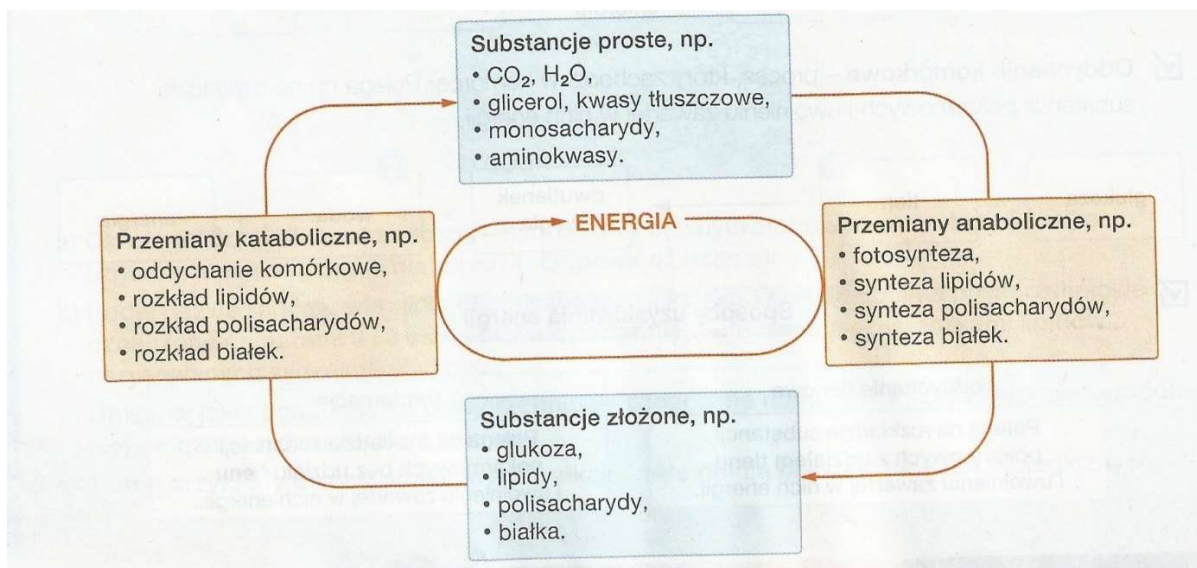 Substancje proste, np.
• CO₂, H₂O,
• glicerol, kwasy tłuszczowe,
• monosacharydy,
• aminokwasy.
Przemiany kataboliczne, np.
• oddychanie komórkowe,
• rozkład lipidów,
• rozkład polisacharydów,
• rozkład białek.
ENERGIA
Przemiany anaboliczne, np.
• fotosynteza,
• synteza lipidów,
• synteza polisacharydów,
• synteza białek.
Substancje złożone, np.
• glukoza,
• lipidy,
• polisacharydy,
• białka.